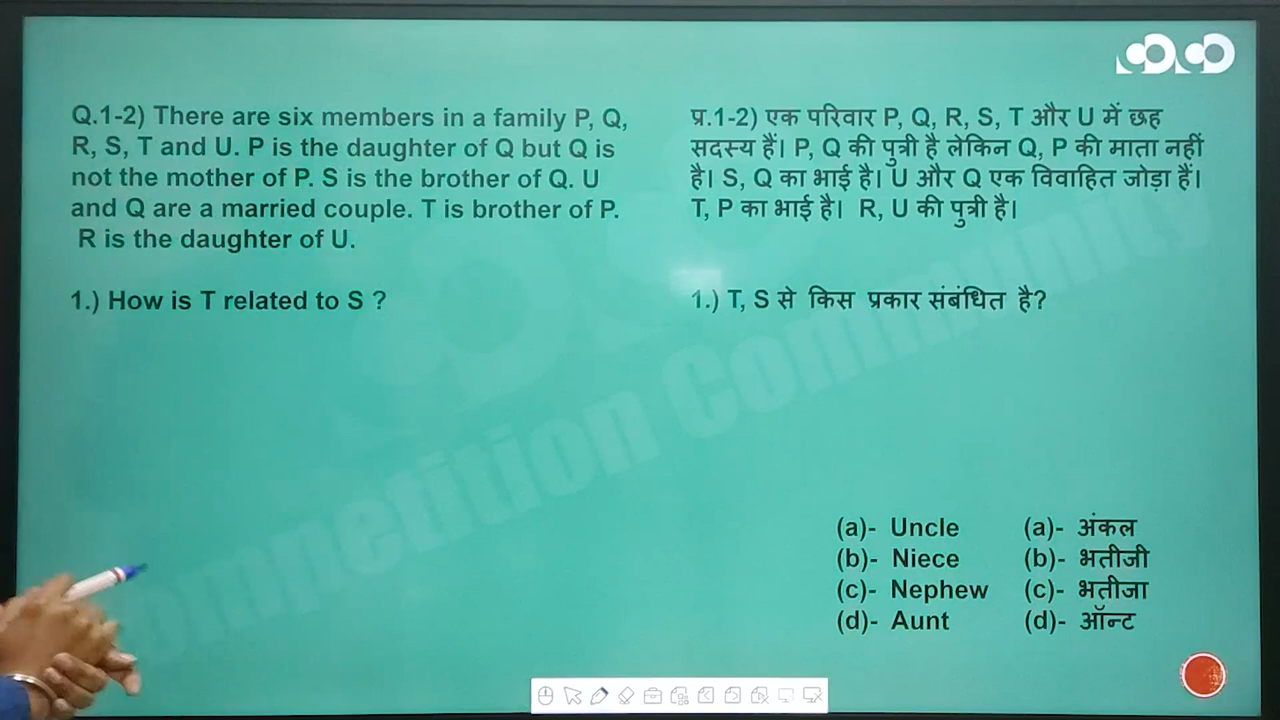 Q.1-2) There are six members in a family P, Q,
R, S, T and U. P is the daughter of Q but Q is
not the mother of P. S is the brother of Q. U
and Q are a married couple. T is brother of P.
R is the daughter of U.
1.) How is T related to S ?
प्र.1-2) एक परिवार P, Q, R, S, T और U में छह
सदस्य हैं। P, Q की पुत्री है लेकिन Q, P की माता नहीं
है। S, Q का भाई है। U और Q एक विवाहित जोड़ा हैं।
T, P का भाई है। R, U की पुत्री है।
1.) T, S से किस प्रकार संबंधित है?
(a)- Uncle (a)- अंकल
(b)- Niece (b)- भतीजी
(c)- Nephew (c)- भतीजा
(d)- Aunt (d)- ऑन्ट
Competition Community